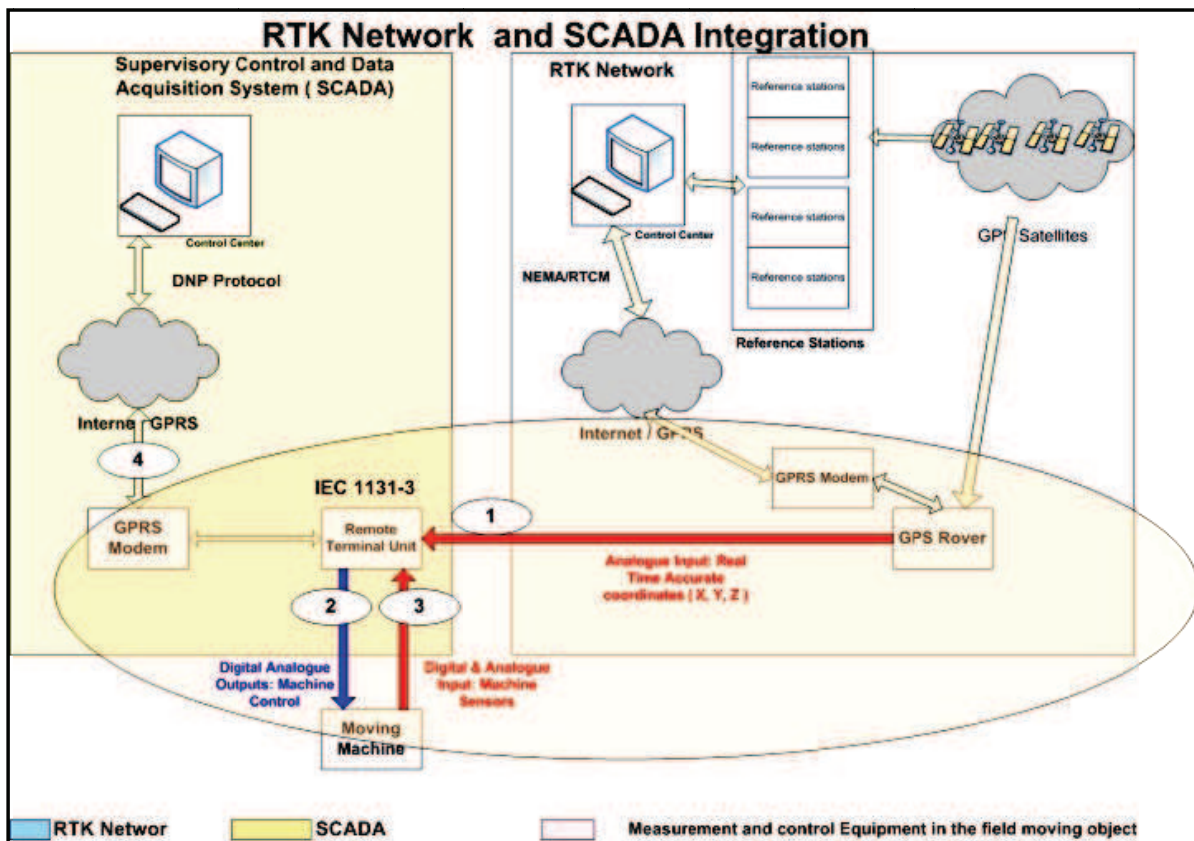 RTK Network and SCADA Integration
Supervisory Control and Data
Acquisition System ( SCADA)
Control Center
DNP Protocol
Interne GPRS
4
GPRS
Modem
IEC 1131-3
Remote
Terminal Unit
2
3
Digital Analogue
Outputs: Machine
Control
Digital & Analogue
Input: Machine
Sensors
Moving
Machine
RTK Network
Control Center
NEMA/RTCM
Reference stations
Reference stations
Reference stations
Reference stations
Reference Stations
GPS Satellites
Internet / GPRS
GPRS Modem
1
GPS Rover
Analogue Input: Real
Time Accurate
coordinates ( X, Y, Z )
RTK Networ
SCADA
Measurement and control Equipment in the field moving object